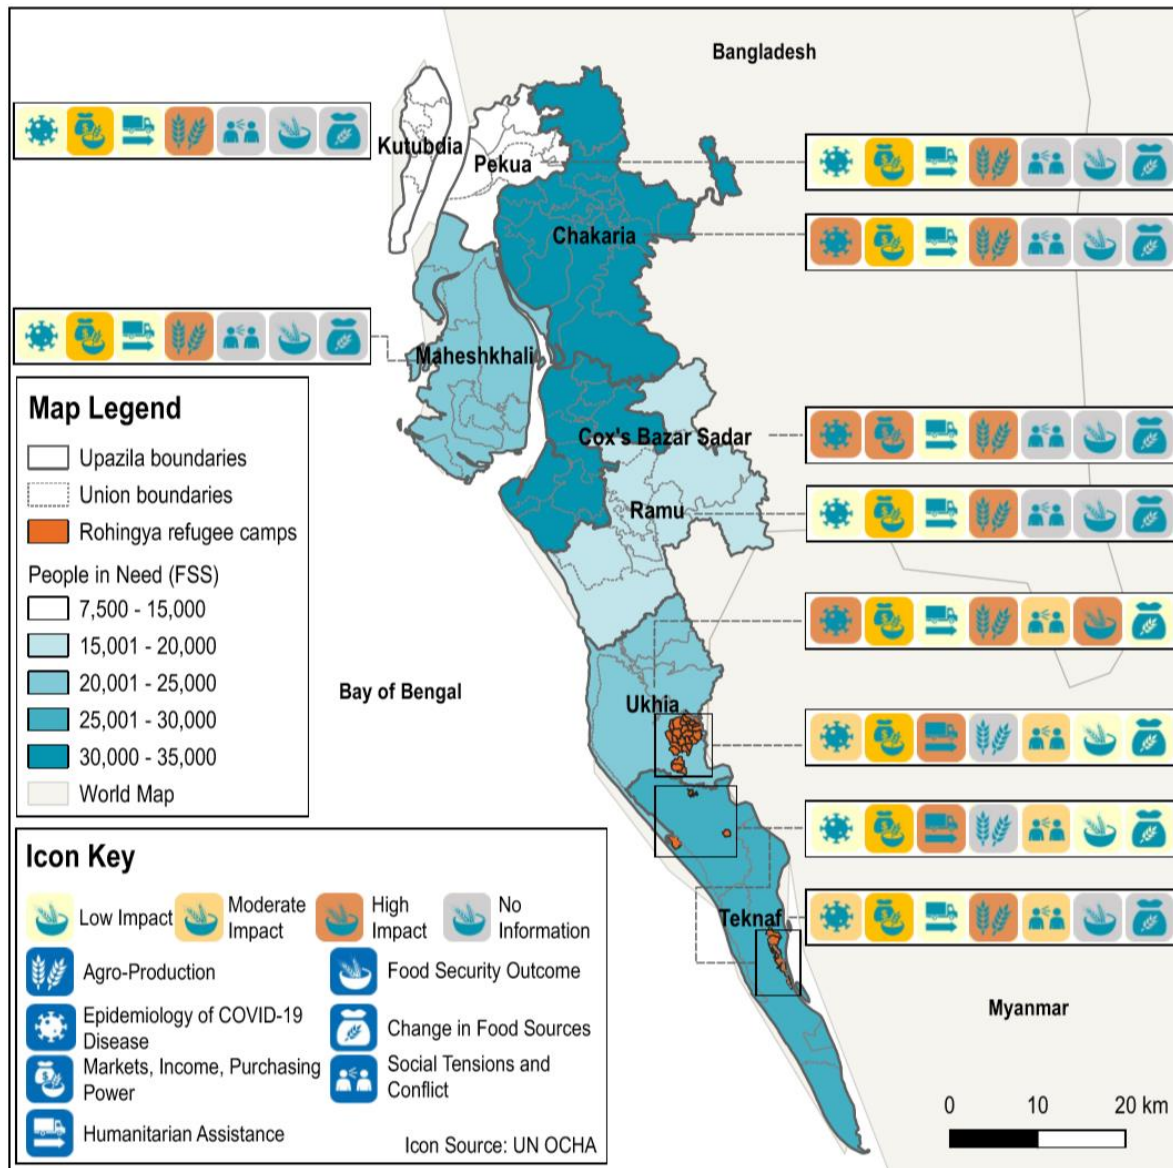 Bangladesh
Kutubdia
Pekua
Chakaria
Maheshkhali
Cox's Bazar Sadar
Ramu
Bay of Bengal
Ukhia
Teknaf
Myanmar
Map Legend
Upazila boundaries
Union boundaries
Rohingya refugee camps
People in Need (FSS)
7,500 - 15,000
15,001 - 20,000
20,001 - 25,000
25,001 - 30,000
30,000 - 35,000
World Map
Icon Key
Low Impact
Moderate
Impact
High
Impact
No
Information
Agro-Production
Food Security Outcome
Epidemiology of COVID-19
Disease
Change in Food Sources
Markets, Income, Purchasing
Power
Social Tensions and
Conflict
Humanitarian Assistance
Icon Source: UN OCHA
0 10 20 km